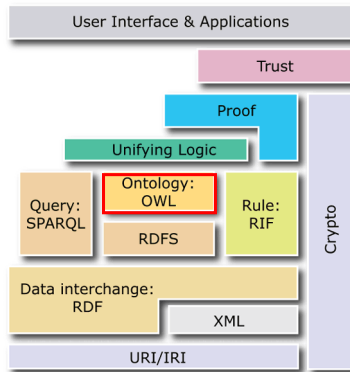 User Interface & Applications
Trust
Proof
Unifying Logic
Ontology:
OWL
Query:
SPARQL
Rule:
RIF
RDFS
Crypto
Data interchange:
RDF
XML
URI/IRI